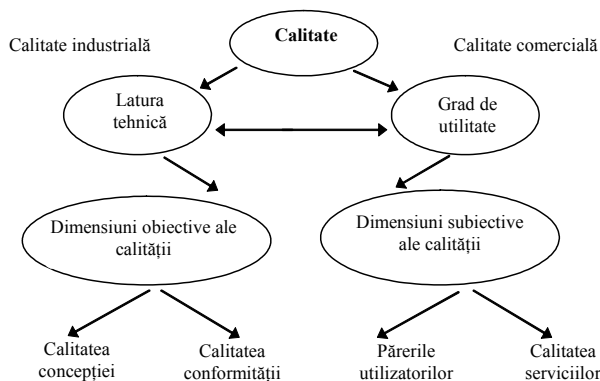 Calitate
Calitate industrială
Calitate comercială
Latura
tehnică
Grad de
utilitate
Dimensiuni obiective ale
calității
Dimensiuni subiective
ale calității
Calitatea
concepției
Calitatea
conformității
Părerile
utilizatorilor
Calitatea
serviciilor